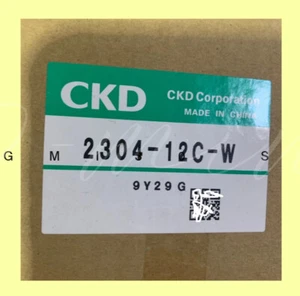 CKD
CKD Corporation
MADE IN CHINA
2304-12C-W
G M I S
9Y29G